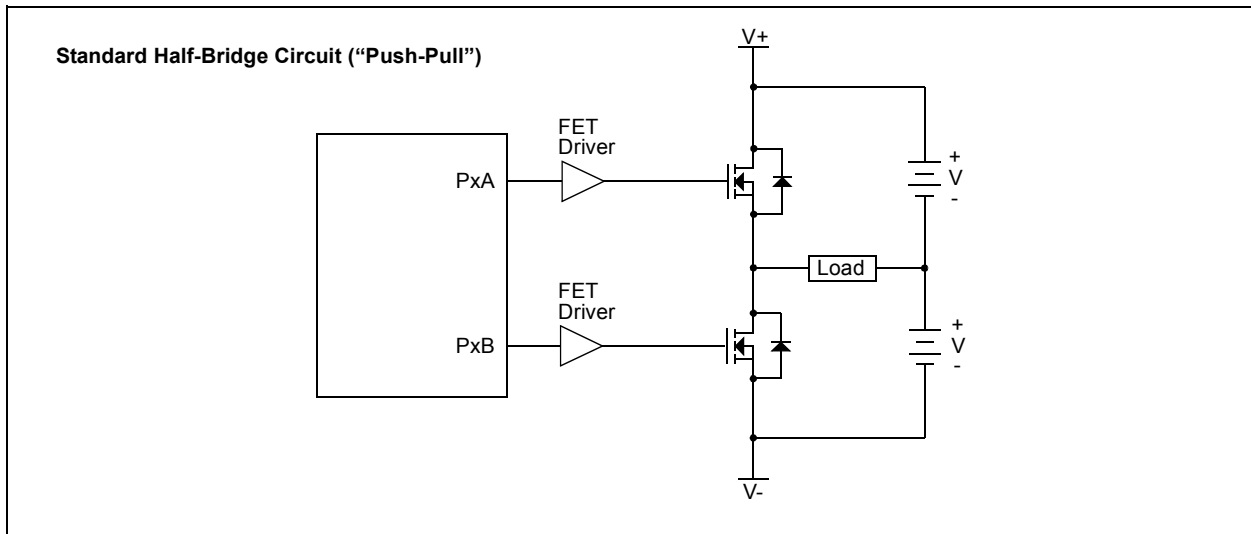 Standard Half-Bridge Circuit (“Push-Pull”)
V+
FET
Driver
PxA
+
V
-
Load
FET
Driver
PxB
+
V
-
V-